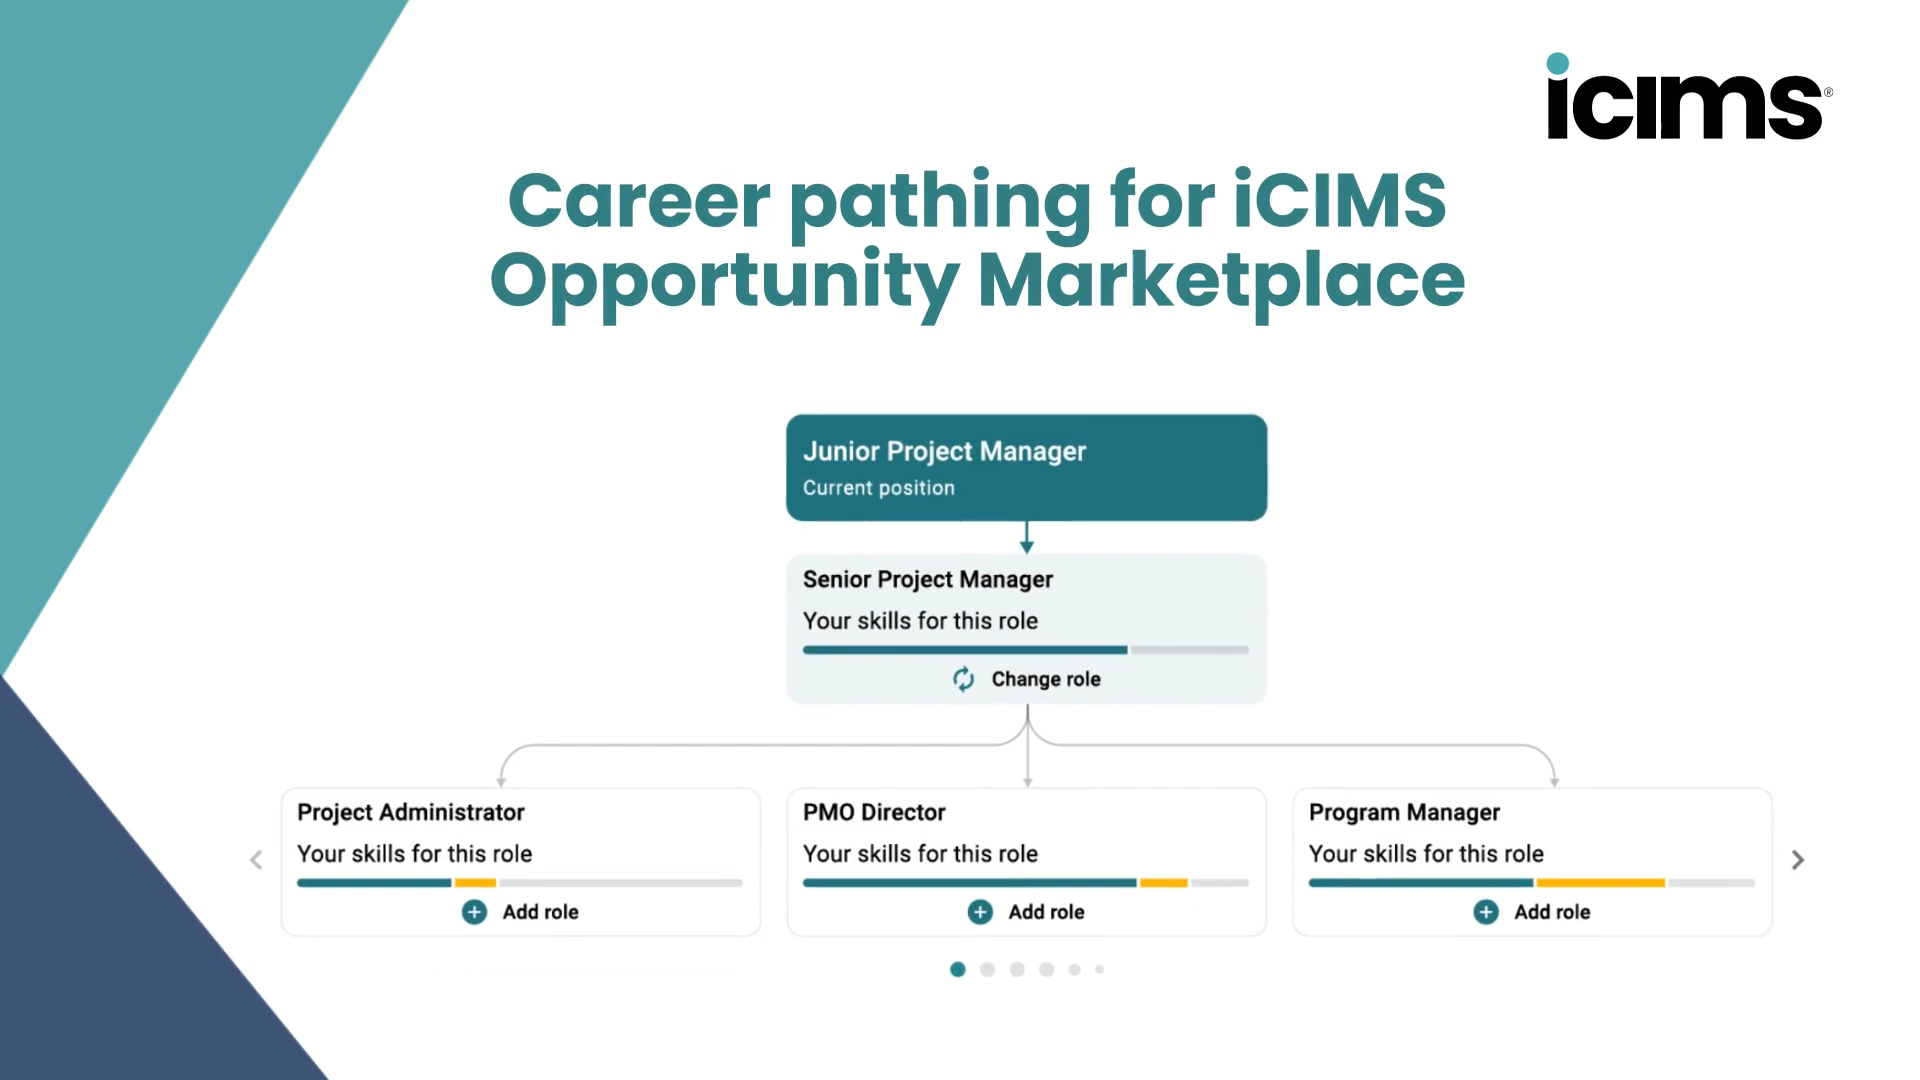 icims®
Career pathing for iCIMS
Opportunity Marketplace
Junior Project Manager
Current position
Senior Project Manager
Your skills for this role
Change role
Project Administrator
Your skills for this role
Add role
PMO Director
Your skills for this role
Add role
Program Manager
Your skills for this role
Add role